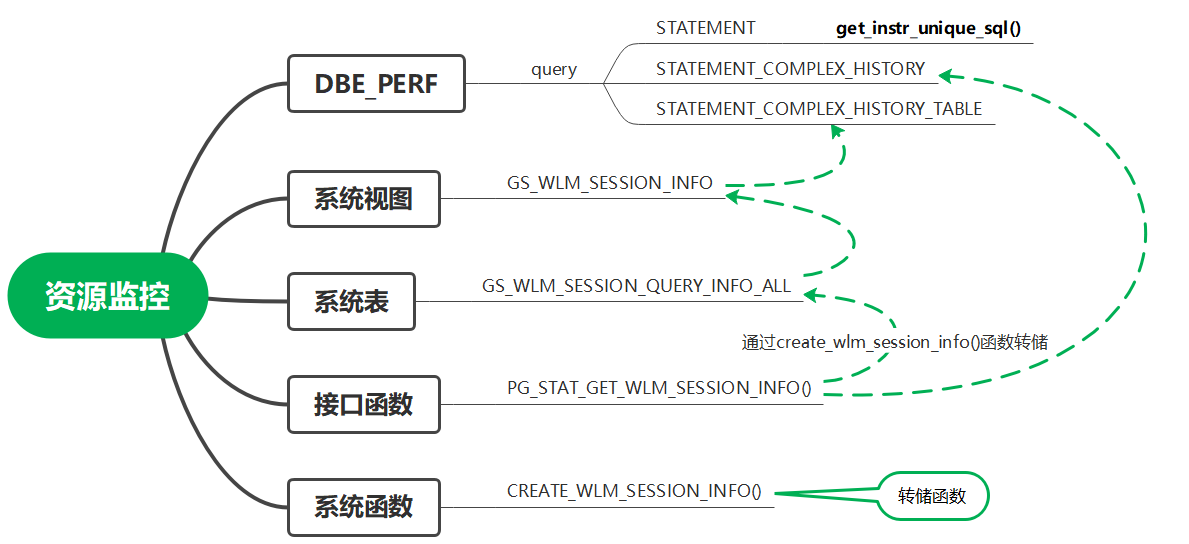 STATEMENT
get_instr_unique_sql()
DBE_PERF
query
STATEMENT_COMPLEX_HISTORY
STATEMENT_COMPLEX_HISTORY_TABLE
系统视图
GS_WLM_SESSION_INFO
资源监控
系统表
GS_WLM_SESSION_QUERY_INFO_ALL
通过create_wlm_session_info()函数转储
接口函数
PG_STAT_GET_WLM_SESSION_INFO()
系统函数
CREATE_WLM_SESSION_INFO()
转储函数